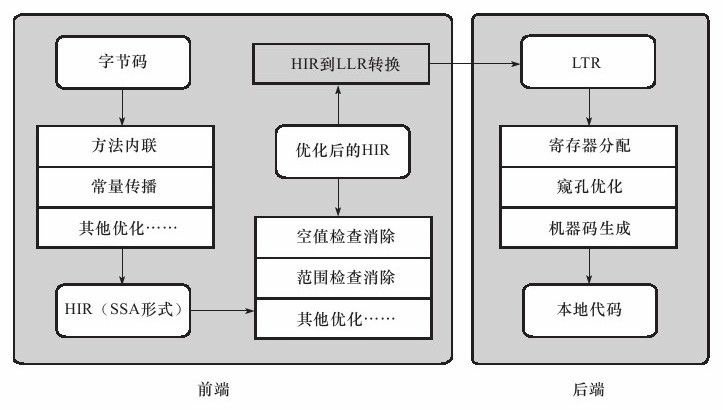 字节码
方法内联
常量传播
其他优化……
HIR（SSA形式）
HIR到LLR转换
优化后的HIR
空值检查消除
范围检查消除
其他优化……
前端
LTR
寄存器分配
窥孔优化
机器码生成
本地代码
后端